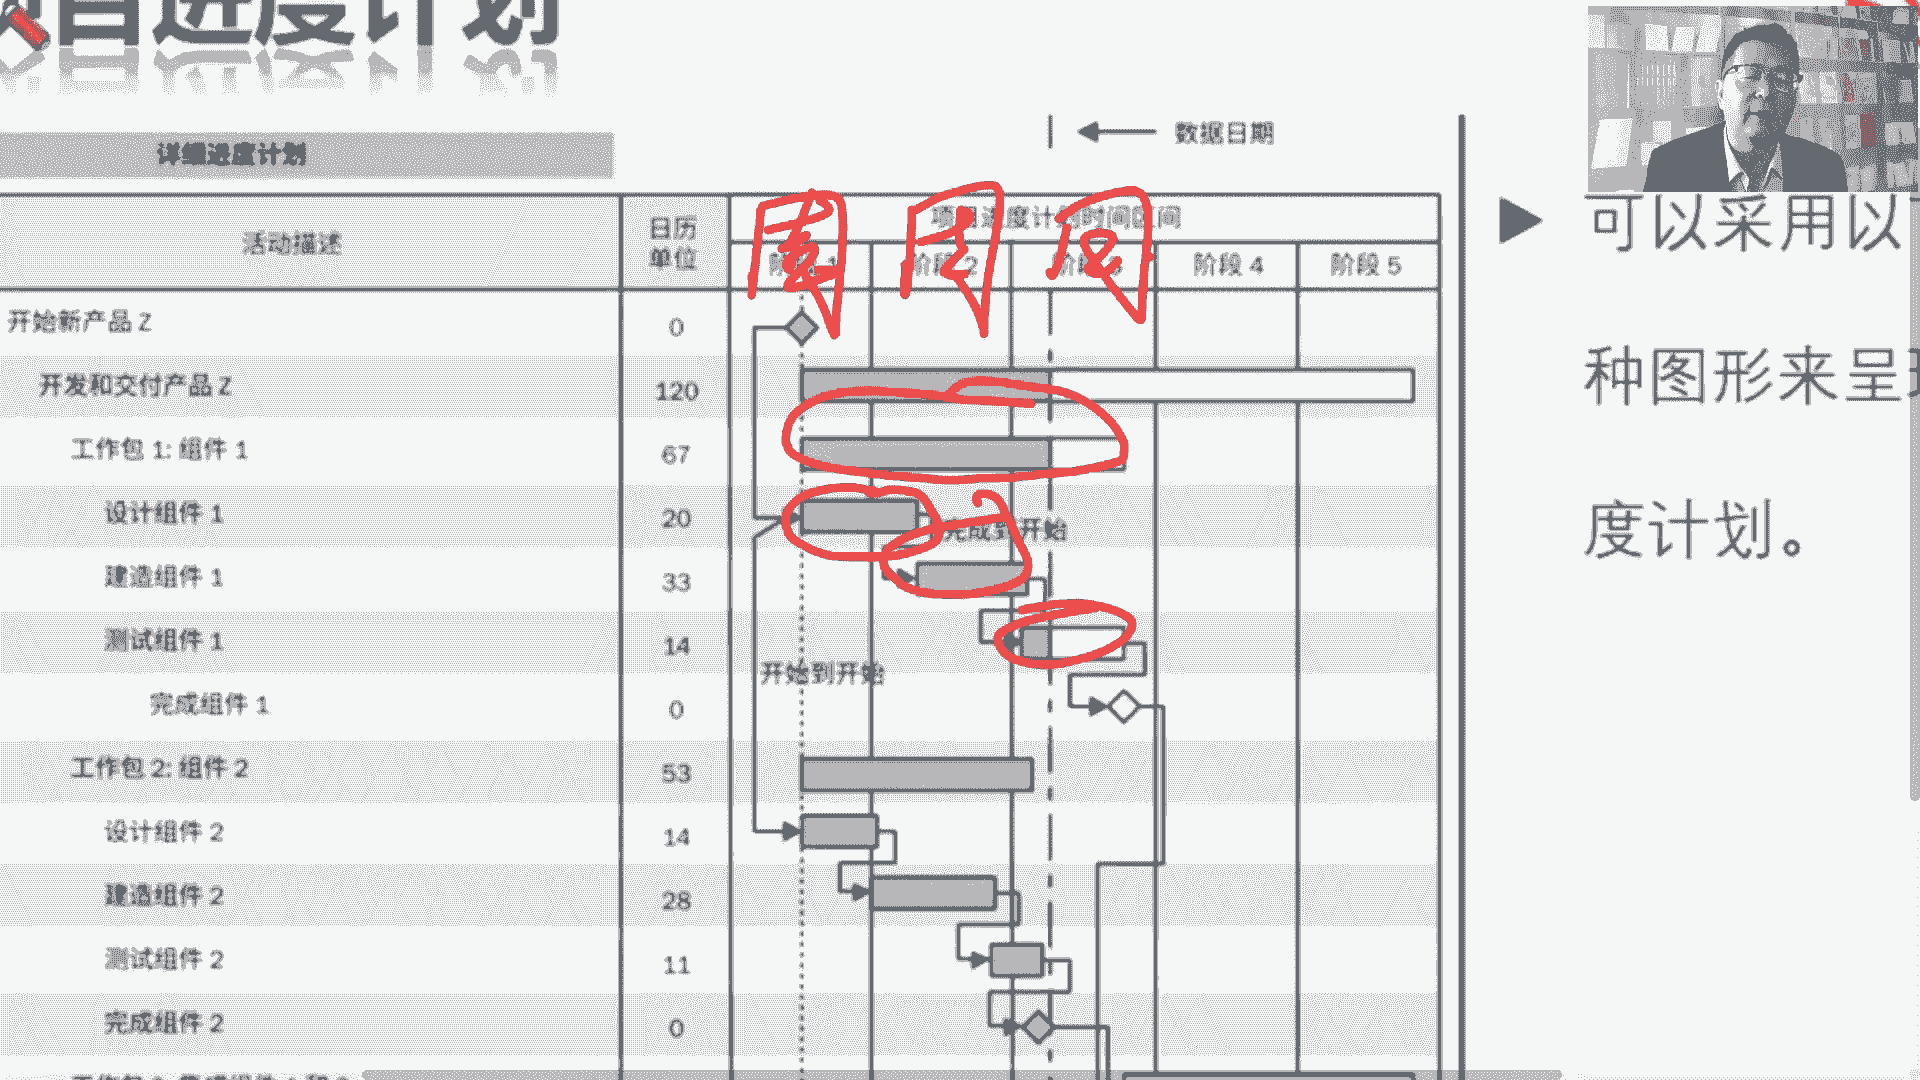 项目进度计划
数据日期
详细进度计划
活动描述
日历
单位
项目进度计划时间区间
阶段 1
阶段 2
阶段 3
阶段 4
阶段 5
周
周
周
开始新产品 Z
0
开发和交付产品 Z
120
工作包 1: 组件 1
67
设计组件 1
20
完成到开始
建造组件 1
33
测试组件 1
14
开始到开始
完成组件 1
0
工作包 2: 组件 2
53
设计组件 2
14
建造组件 2
28
测试组件 2
11
完成组件 2
0
可以采用以
种图形来呈
度计划。